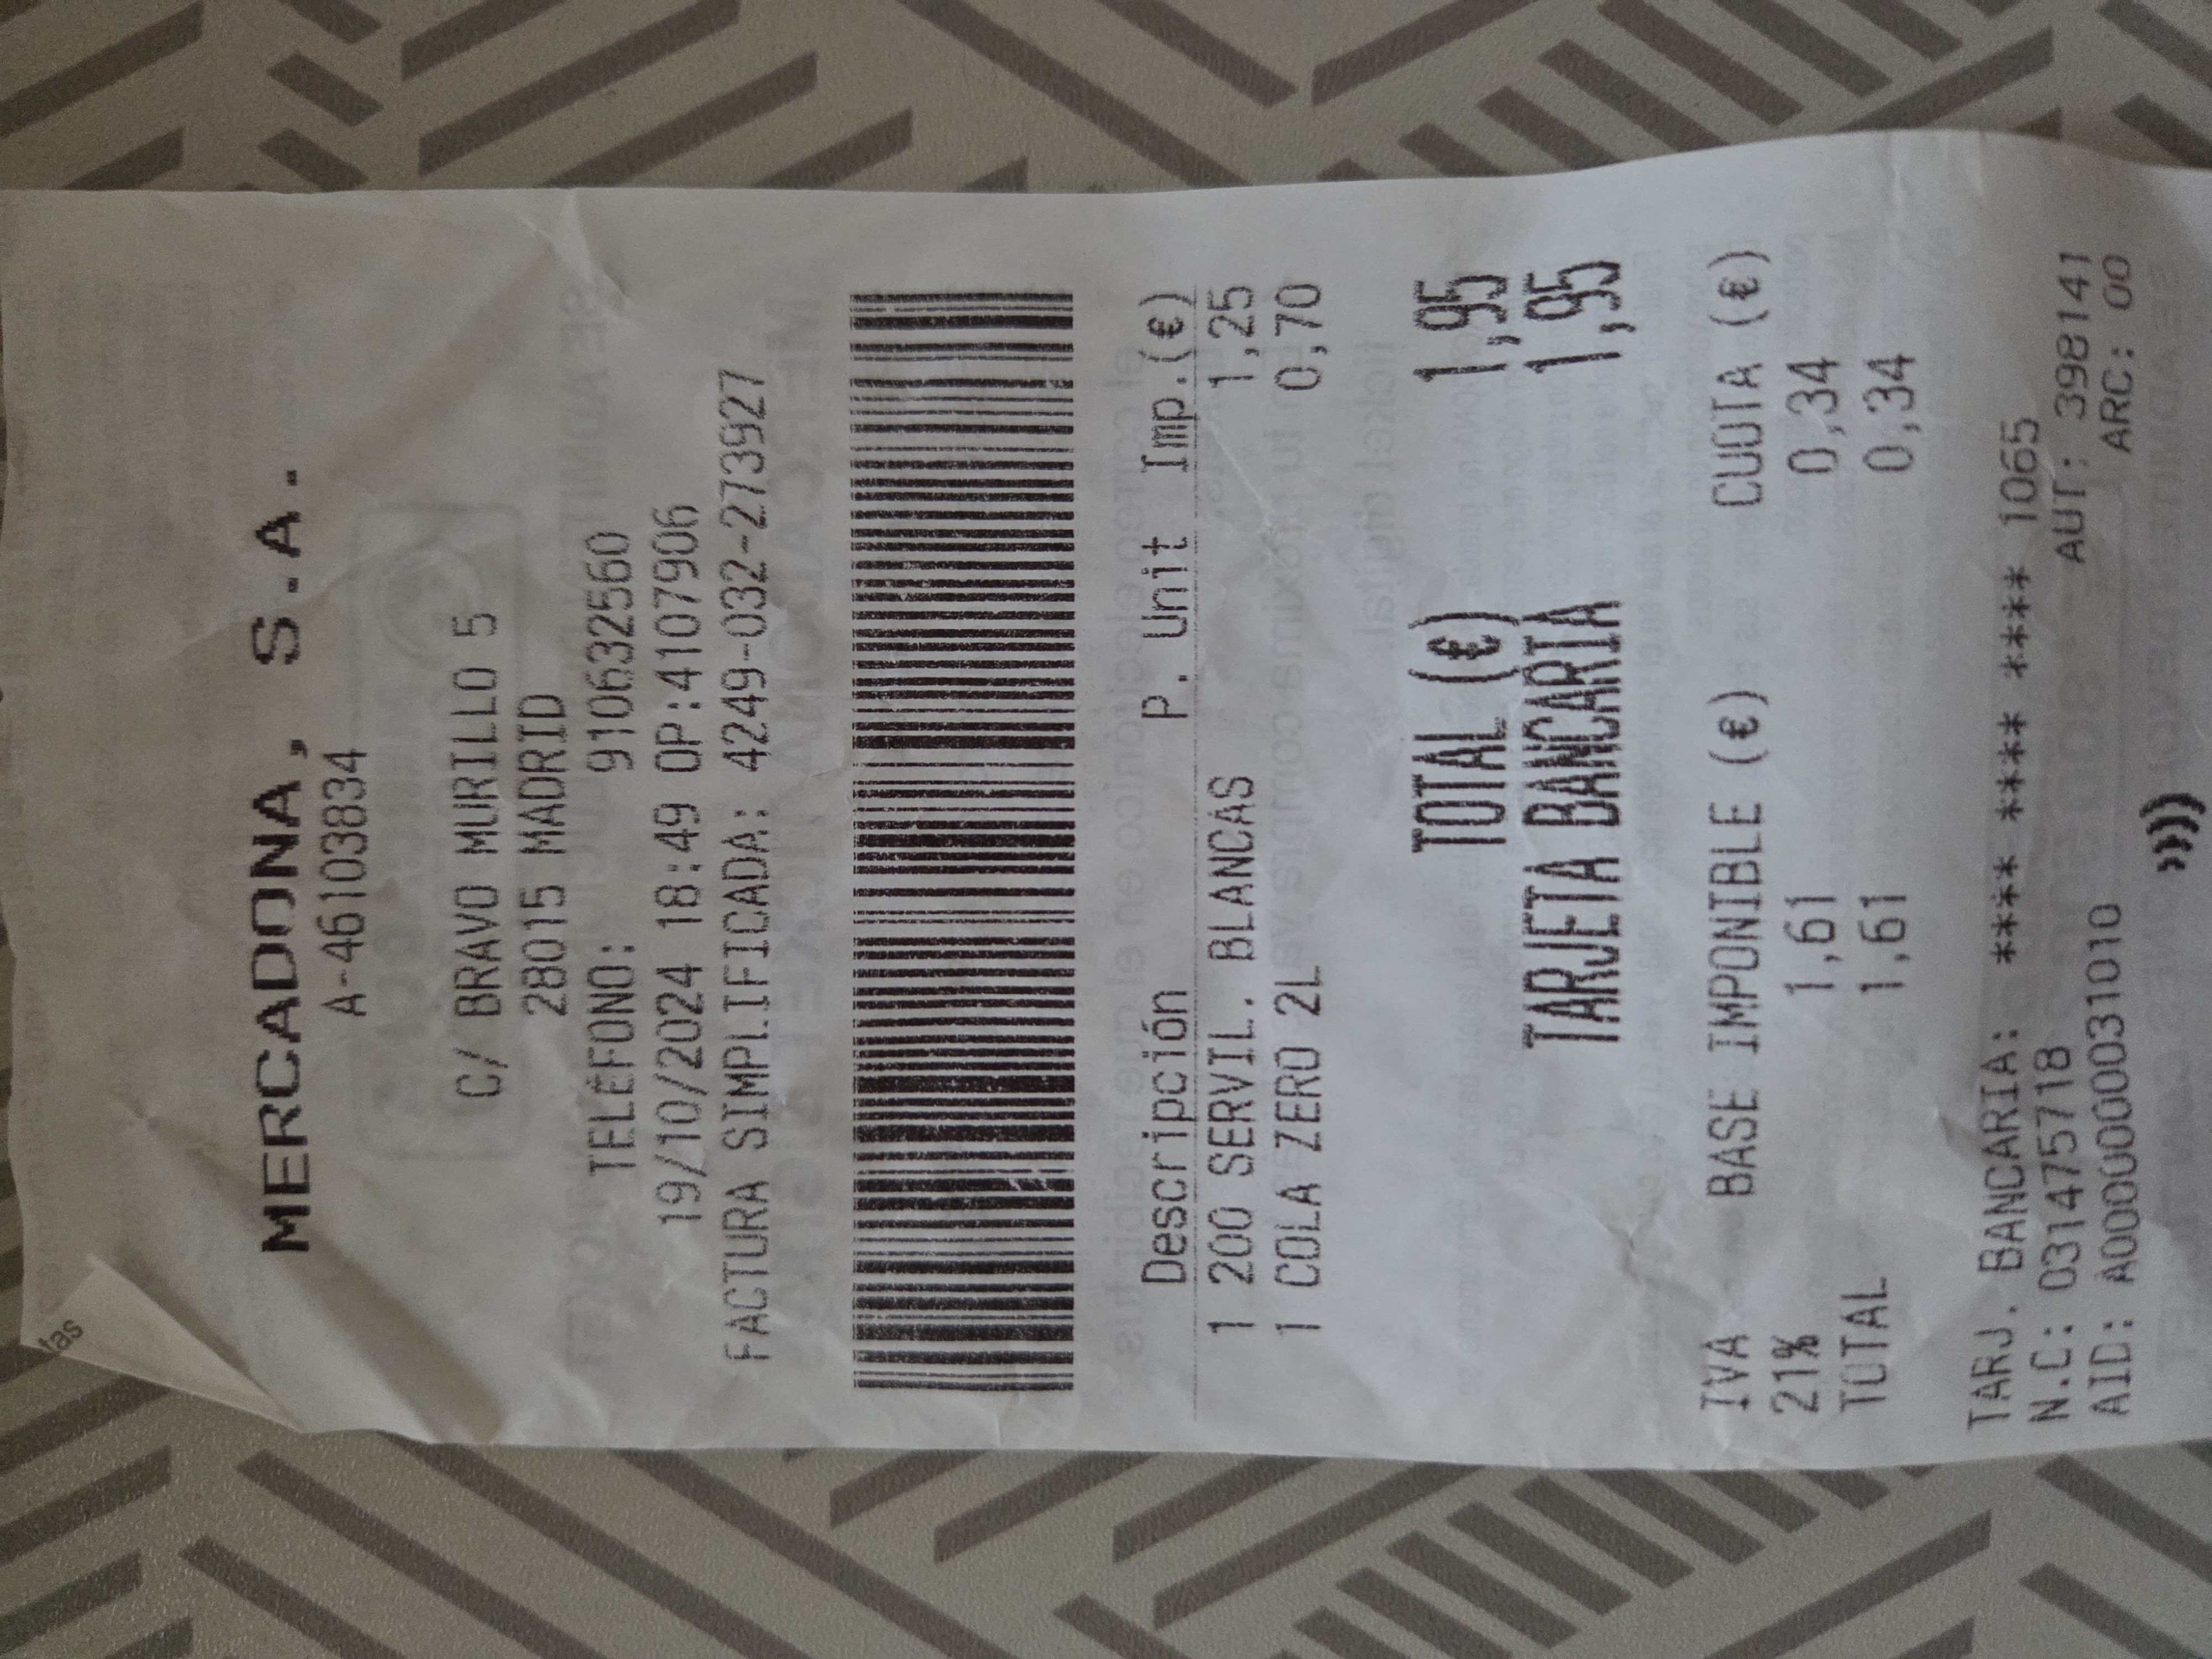 tas
MERCADONA, S.A.
A-46103834
C/ BRAVO MURILLO 5
28015 MADRID
TELÉFONO: 910632560
19/10/2024 18:49 OP:4107906
FACTURA SIMPLIFICADA: 4249-032-273927
Descripción P. Unit Imp.(€)
1 200 SERVIL. BLANCAS 1,25
1 COLA ZERO 2L 0,70
TOTAL (€) 1,95
TARJETA BANCARIA 1,95
IVA BASE IMPONIBLE (€) CUOTA (€)
21% 1,61 0,34
TOTAL 1,61 0,34
TARJ. BANCARIA: **** **** **** 1065
N.C: 031475718 AUT: 398141
AID: A0000000031010 ARC: 00